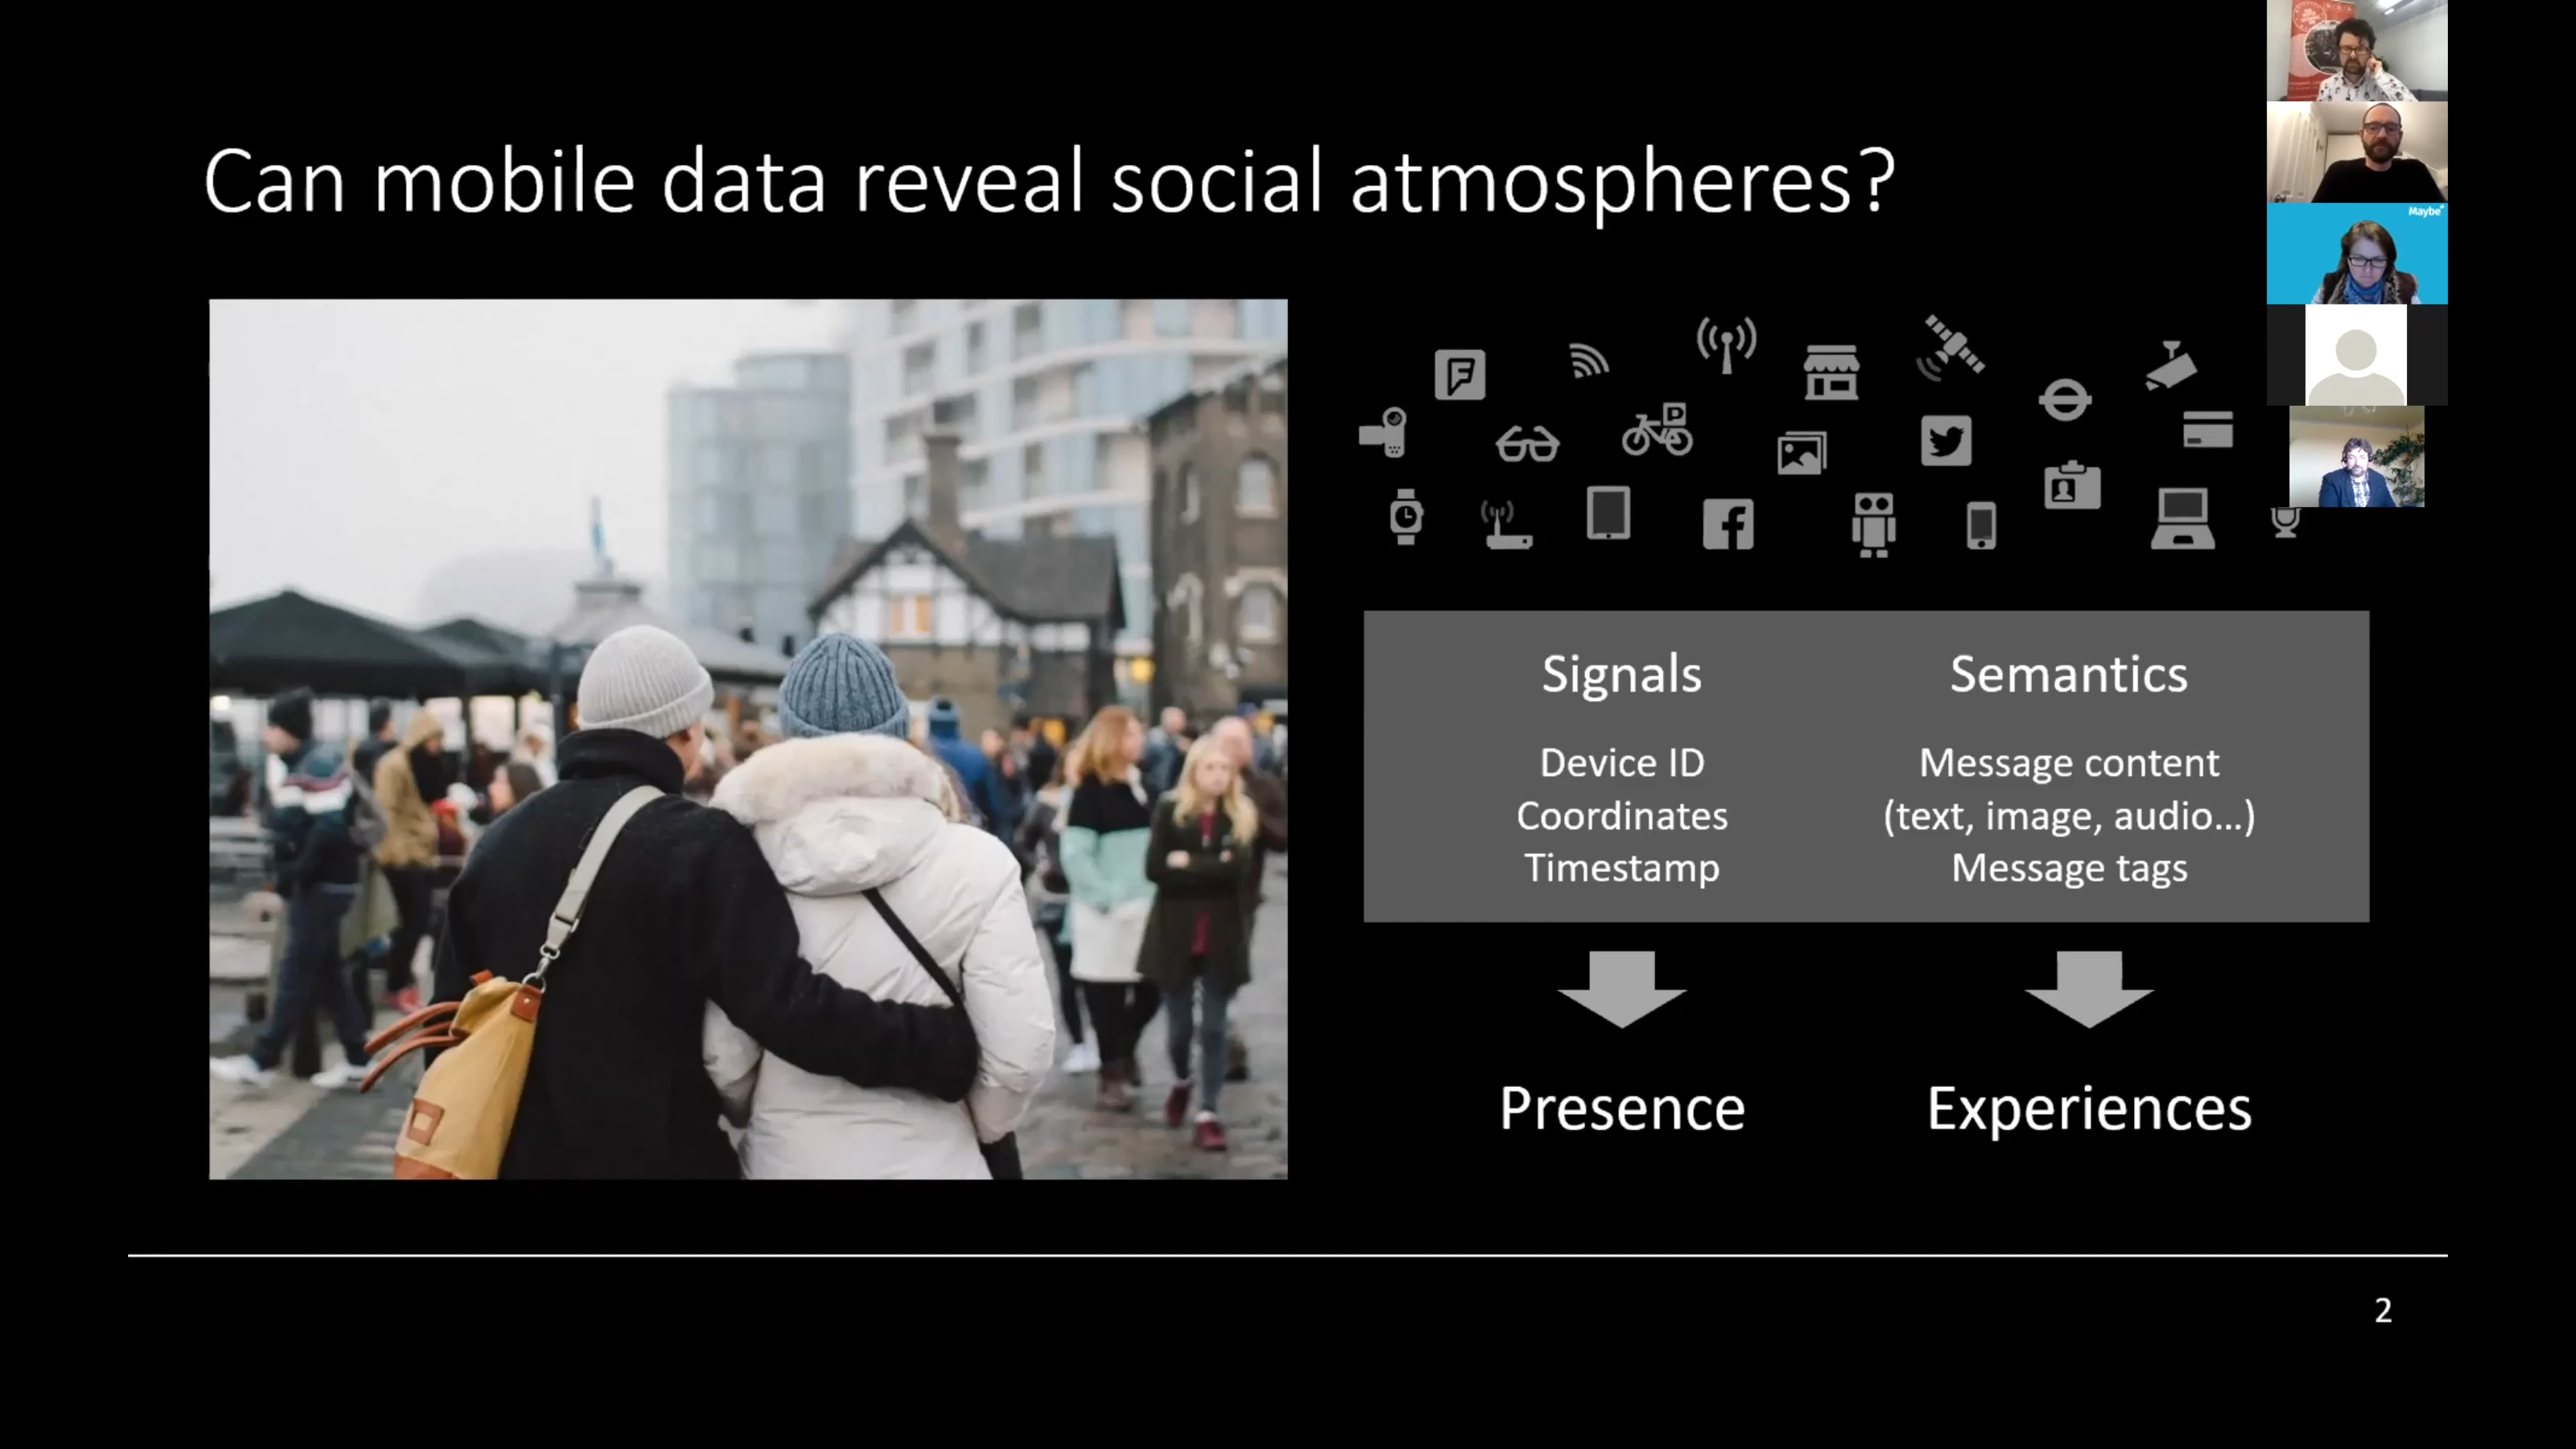 Can mobile data reveal social atmospheres?
Maybe*
Signals
Device ID
Coordinates
Timestamp
Semantics
Message content
(text, image, audio…)
Message tags
Presence
Experiences
2